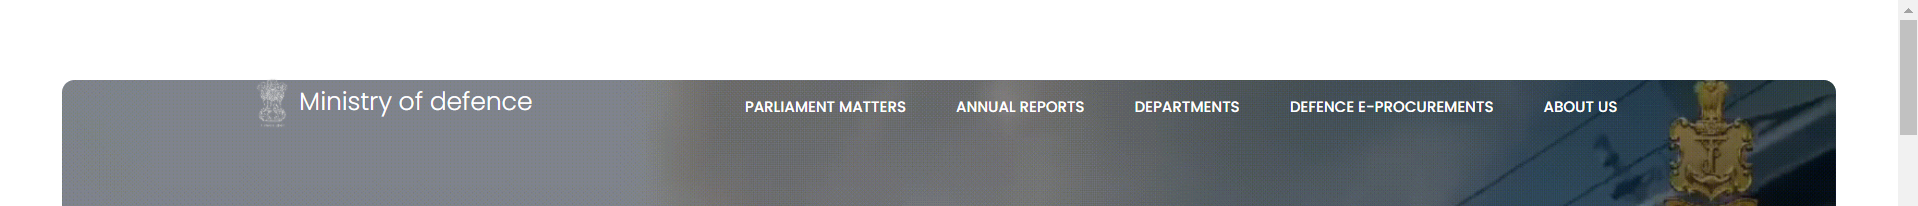 Ministry of defence
PARLIAMENT MATTERS ANNUAL REPORTS DEPARTMENTS DEFENCE E-PROCUREMENTS ABOUT US